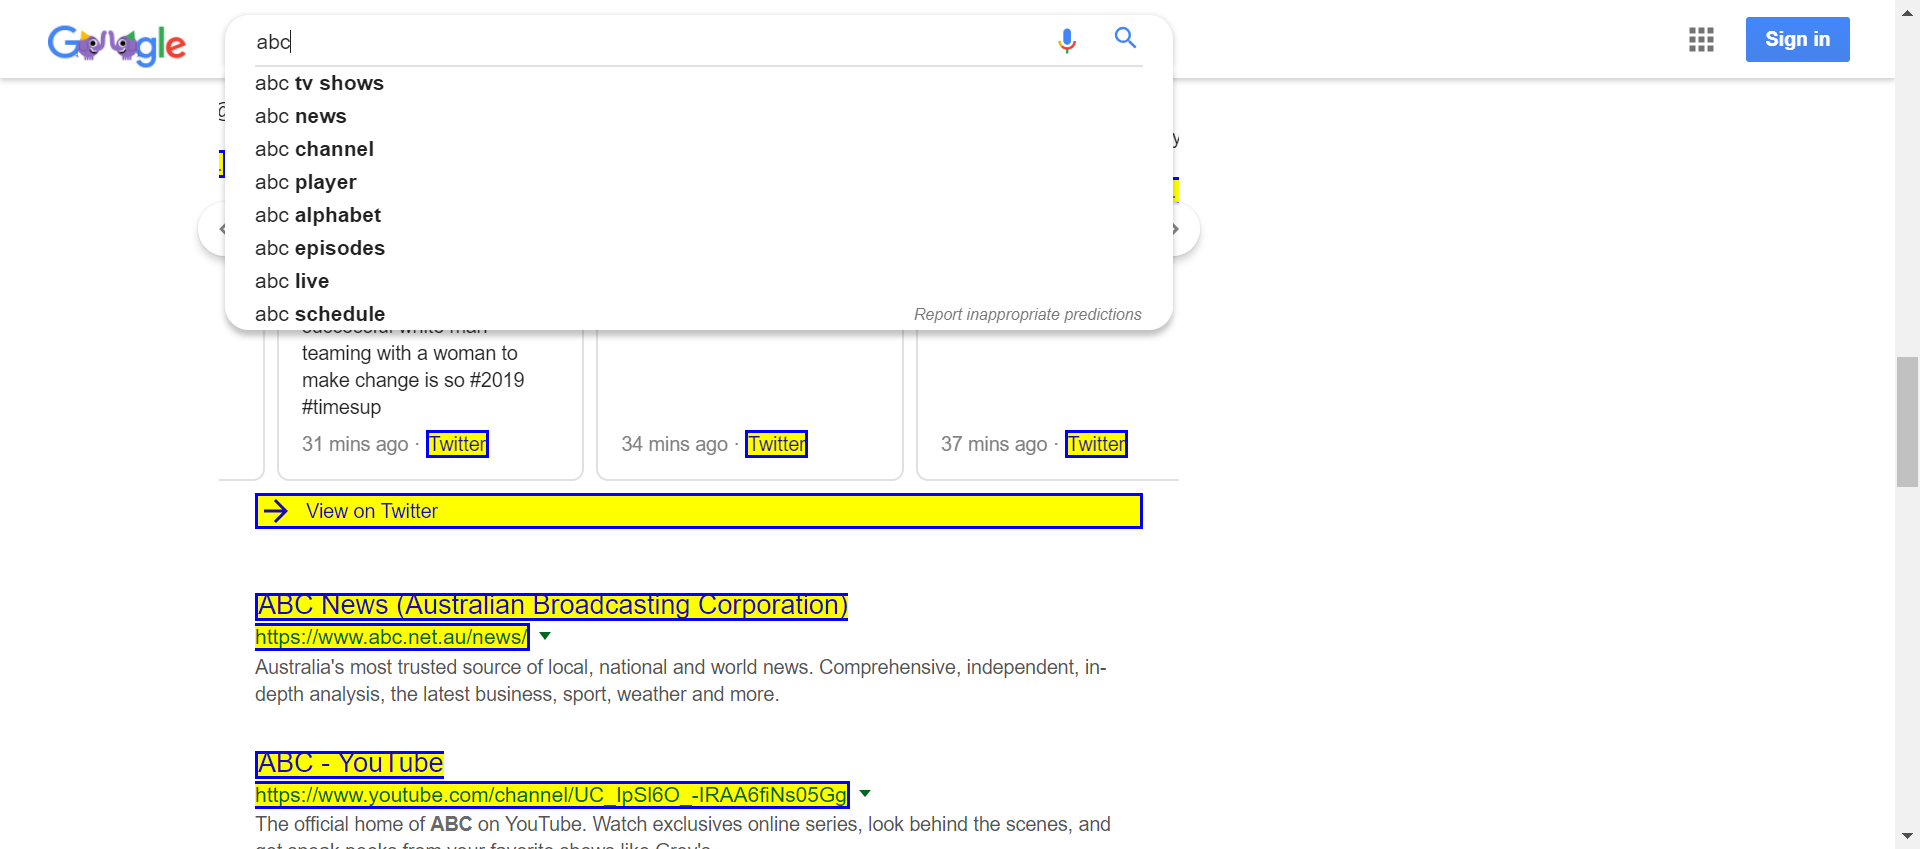 Google
abc
Sign in
abc tv shows
abc news
abc channel
abc player
abc alphabet
abc episodes
abc live
abc schedule
Report inappropriate predictions
teaming with a woman to
make change is so #2019
#timesup
31 mins ago · Twitter
34 mins ago · Twitter
37 mins ago · Twitter
View on Twitter
ABC News (Australian Broadcasting Corporation)
https://www.abc.net.au/news/
Australia's most trusted source of local, national and world news. Comprehensive, independent, in-
depth analysis, the latest business, sport, weather and more.
ABC - YouTube
https://www.youtube.com/channel/UC_IpSl6O_-IRAA6fiNs05Gg
The official home of ABC on YouTube. Watch exclusives online series, look behind the scenes, and